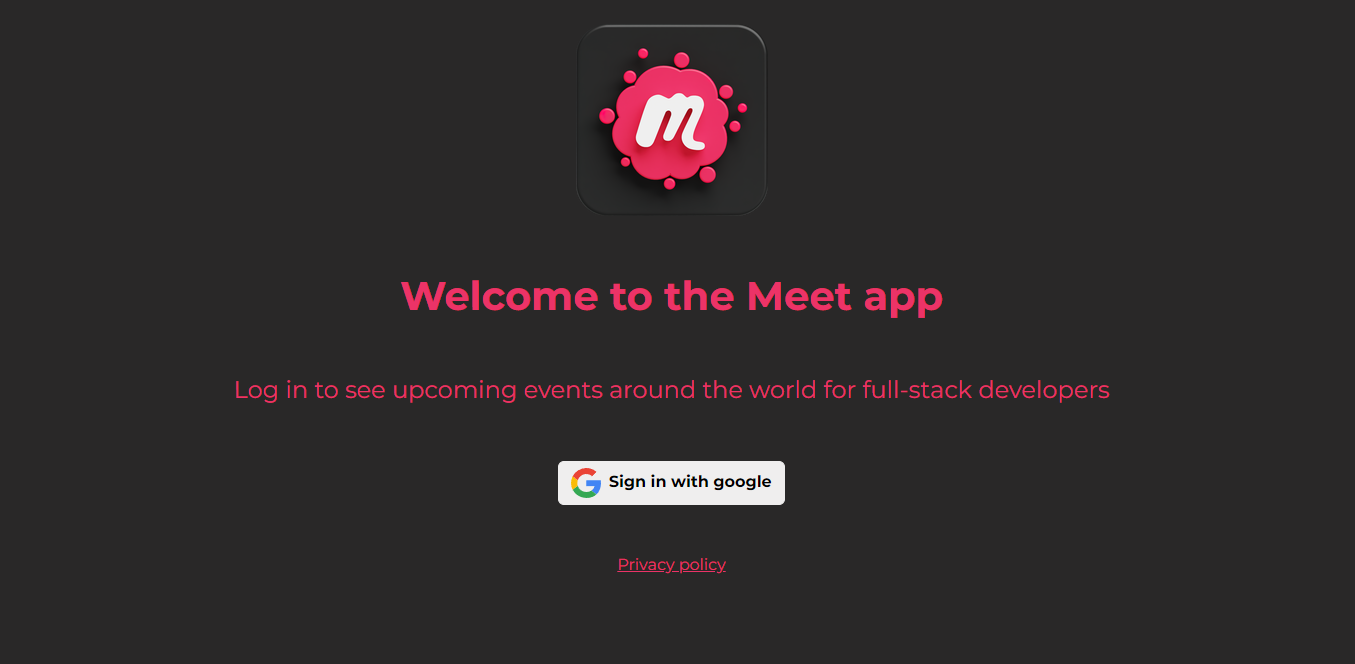 m
Welcome to the Meet app
Log in to see upcoming events around the world for full-stack developers
Sign in with google
Privacy policy